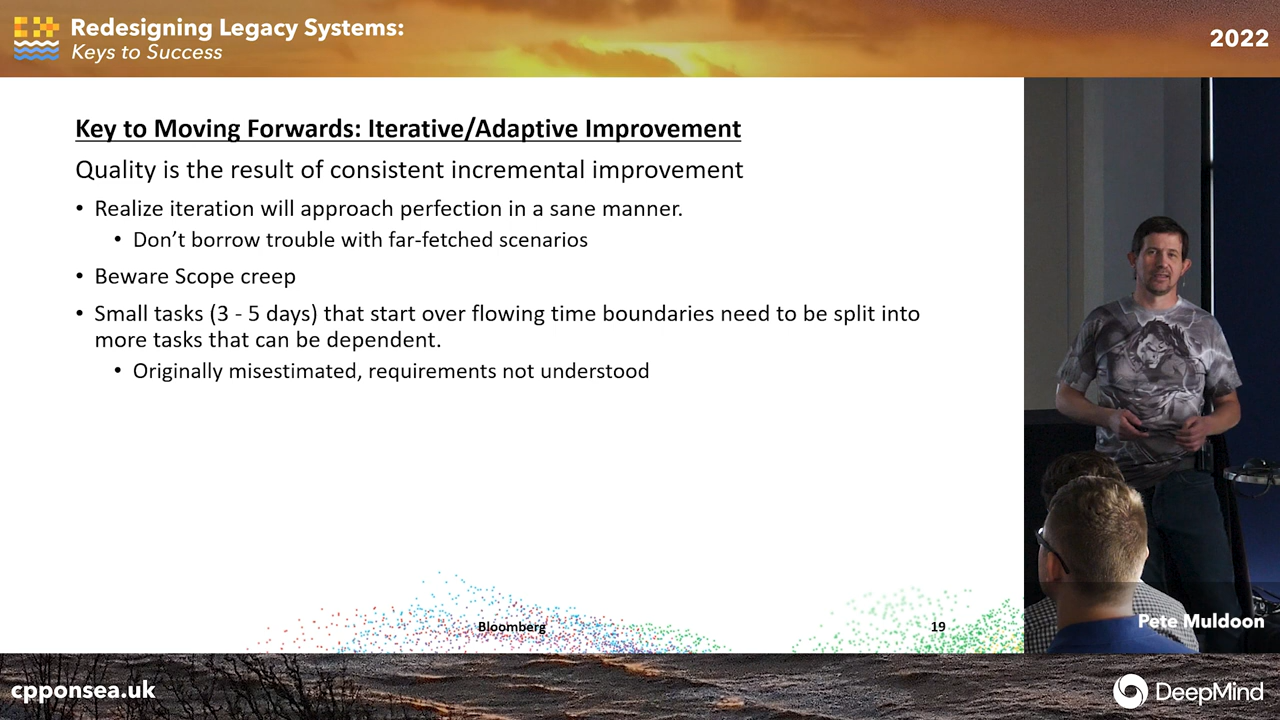 Redesigning Legacy Systems:
Keys to Success
2022
Key to Moving Forwards: Iterative/Adaptive Improvement
Quality is the result of consistent incremental improvement
• Realize iteration will approach perfection in a sane manner.
• Don’t borrow trouble with far-fetched scenarios
• Beware Scope creep
• Small tasks (3 - 5 days) that start over flowing time boundaries need to be split into
more tasks that can be dependent.
• Originally misestimated, requirements not understood
Bloomberg
19
Pete Muldoon
cpponsea.uk
DeepMind